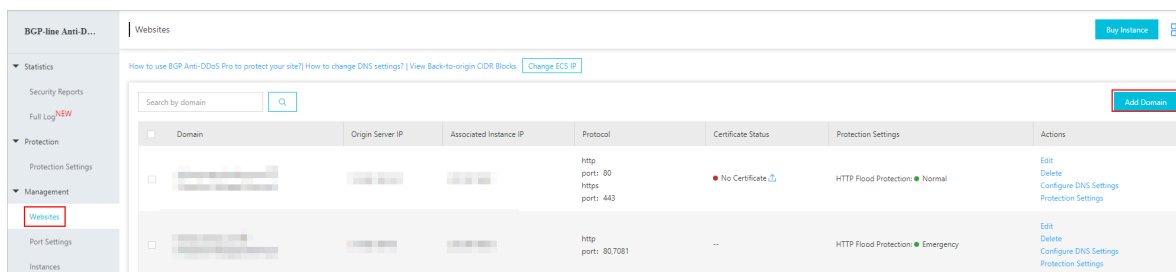 BGP-line Anti-D...
Websites
Buy Instance
Statistics
How to use BGP Anti-DDoS Pro to protect your site?| How to change DNS settings? | View Back-to-origin CIDR Blocks Change ECS IP
Security Reports
Full Log NEW
Search by domain
Add Domain
Protection
Protection Settings
Management
Websites
Port Settings
Instances
Domain Origin Server IP Associated Instance IP Protocol Certificate Status Protection Settings Actions
http
port: 80
https
port: 443
No Certificate
HTTP Flood Protection: Normal
Edit
Delete
Configure DNS Settings
Protection Settings
http
port: 80,7081
--
HTTP Flood Protection: Emergency
Edit
Delete
Configure DNS Settings
Protection Settings